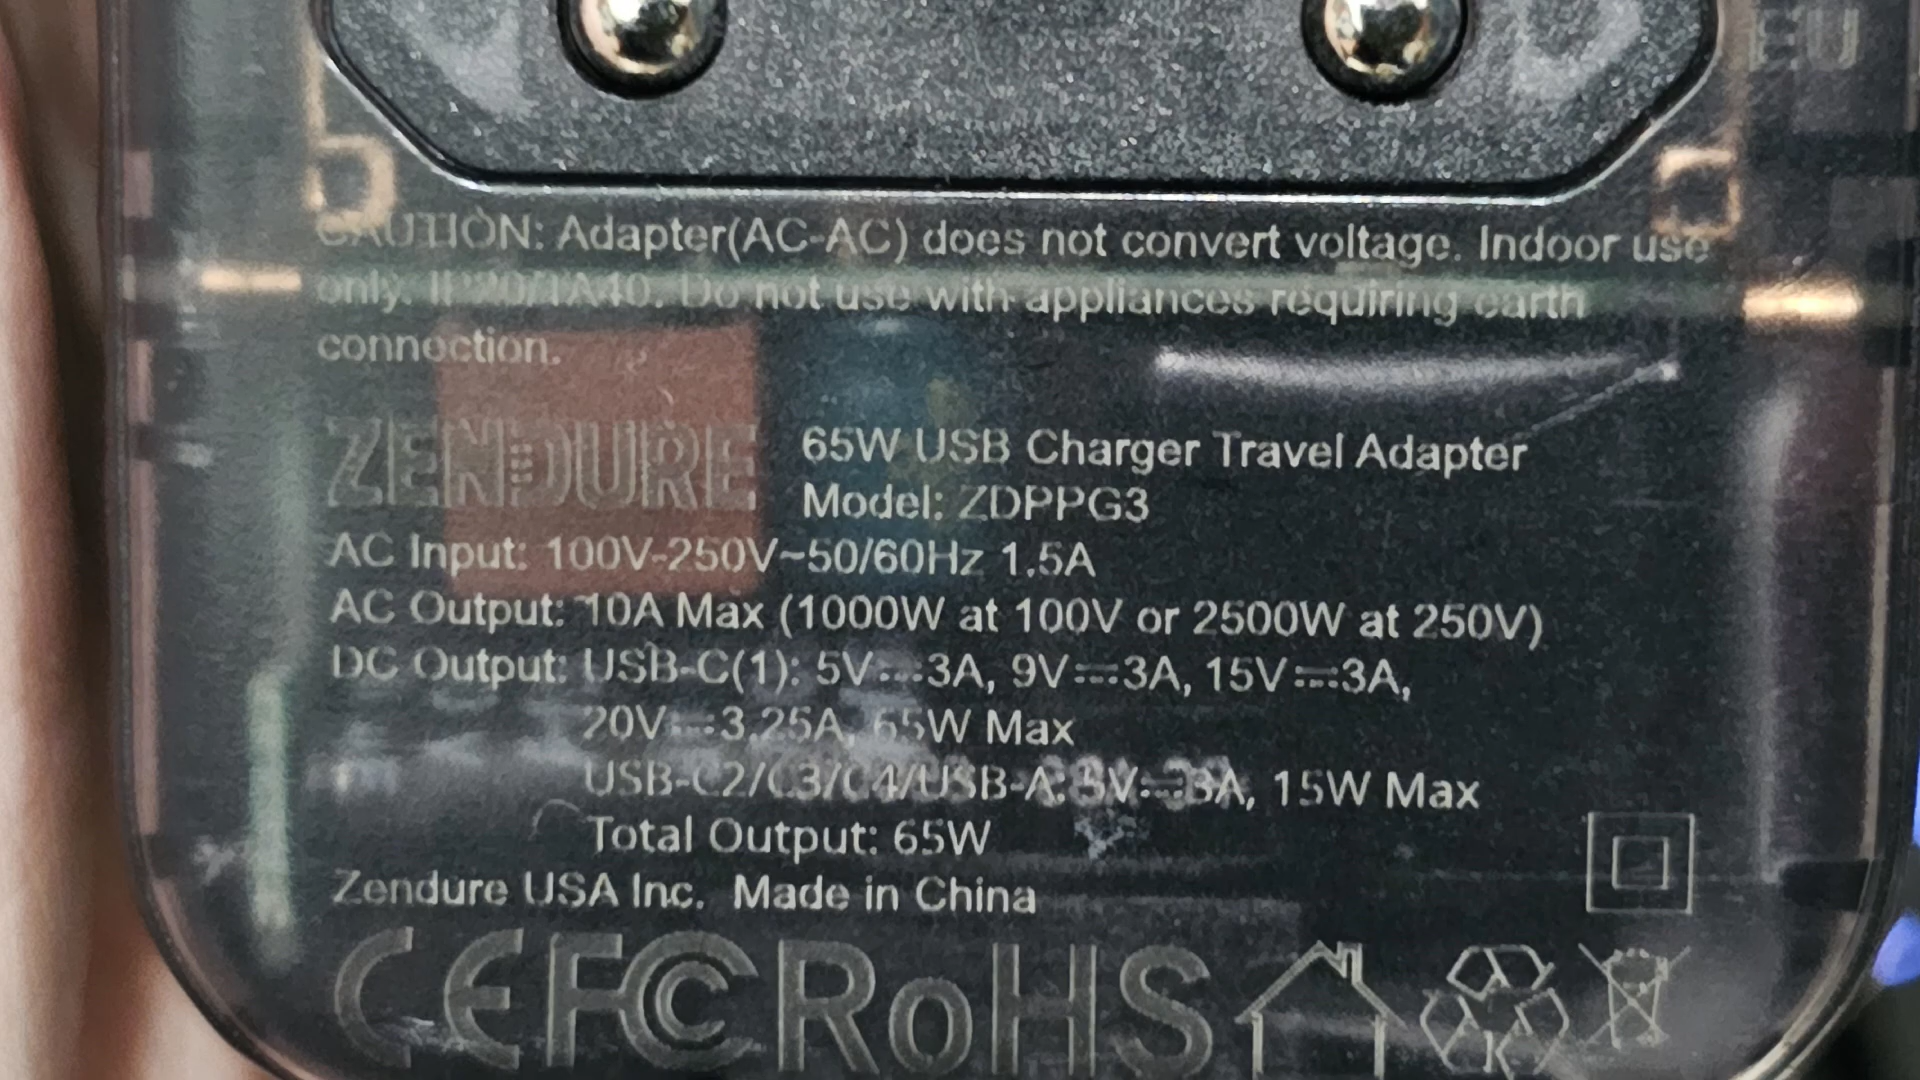 EU
CAUTION: Adapter(AC-AC) does not convert voltage. Indoor use
only. IP20/TA40. Do not use with appliances requiring earth
connection.
ZENDURE
65W USB Charger Travel Adapter
Model: ZDPPG3
AC Input: 100V-250V~50/60Hz 1.5A
AC Output: 10A Max (1000W at 100V or 2500W at 250V)
DC Output: USB-C(1): 5V⎓3A, 9V⎓3A, 15V⎓3A,
20V⎓3.25A, 65W Max
USB-C2/C3/C4/USB-A: 5V⎓3A, 15W Max
Total Output: 65W
Zendure USA Inc. Made in China
CE FC RoHS